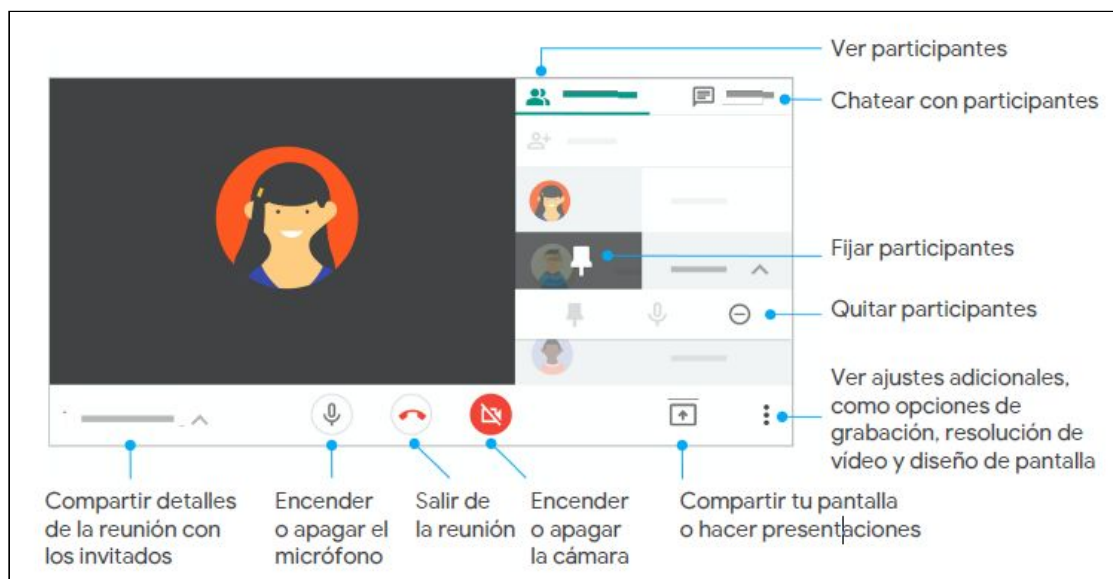 Ver participantes
Chatear con participantes
Fijar participantes
Quitar participantes
Ver ajustes adicionales,
como opciones de
grabación, resolución de
vídeo y diseño de pantalla
Compartir detalles
de la reunión con
los invitados
Encender
o apagar el
micrófono
Salir de
la reunión
Encender
o apagar
la cámara
Compartir tu pantalla
o hacer presentaciones